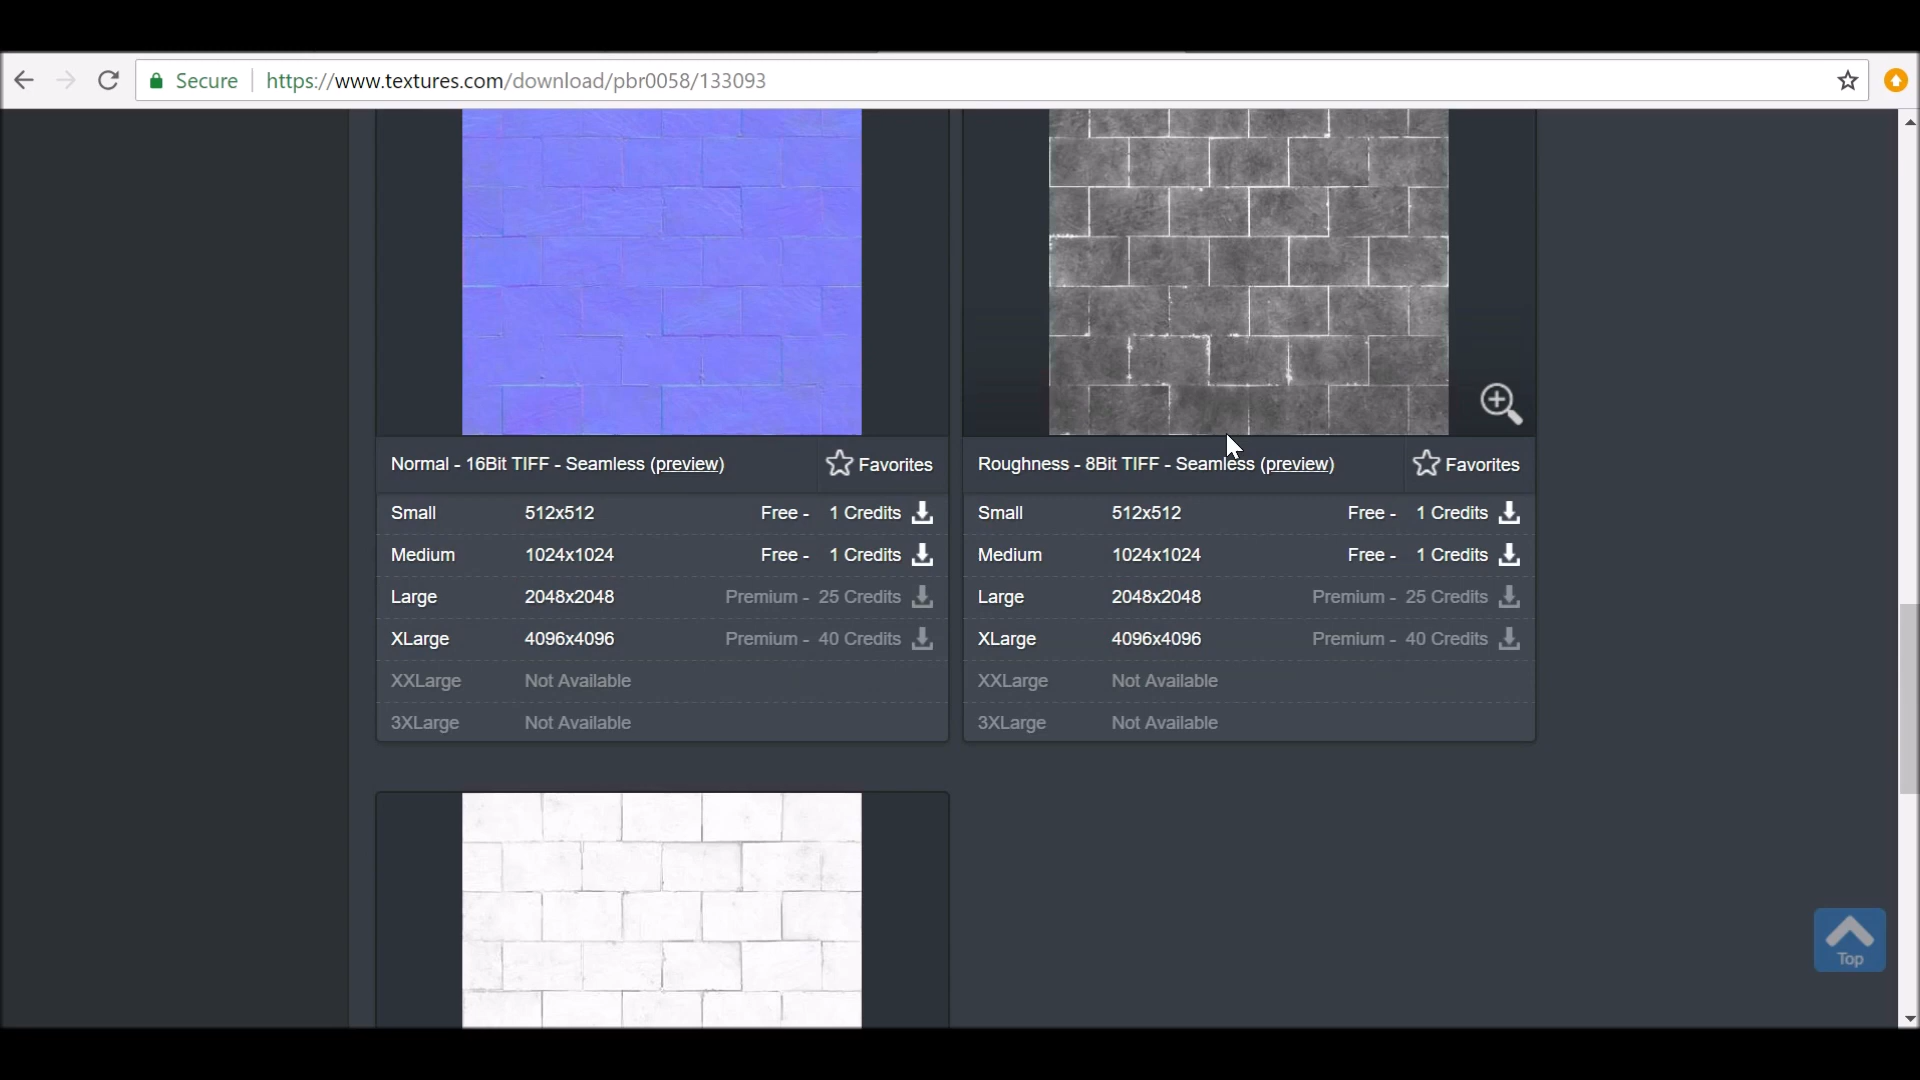 Secure https://www.textures.com/download/pbr0058/133093
Normal - 16Bit TIFF - Seamless (preview) Favorites
Small 512x512 Free - 1 Credits
Medium 1024x1024 Free - 1 Credits
Large 2048x2048 Premium - 25 Credits
XLarge 4096x4096 Premium - 40 Credits
XXLarge Not Available
3XLarge Not Available
Roughness - 8Bit TIFF - Seamless (preview) Favorites
Small 512x512 Free - 1 Credits
Medium 1024x1024 Free - 1 Credits
Large 2048x2048 Premium - 25 Credits
XLarge 4096x4096 Premium - 40 Credits
XXLarge Not Available
3XLarge Not Available
Top